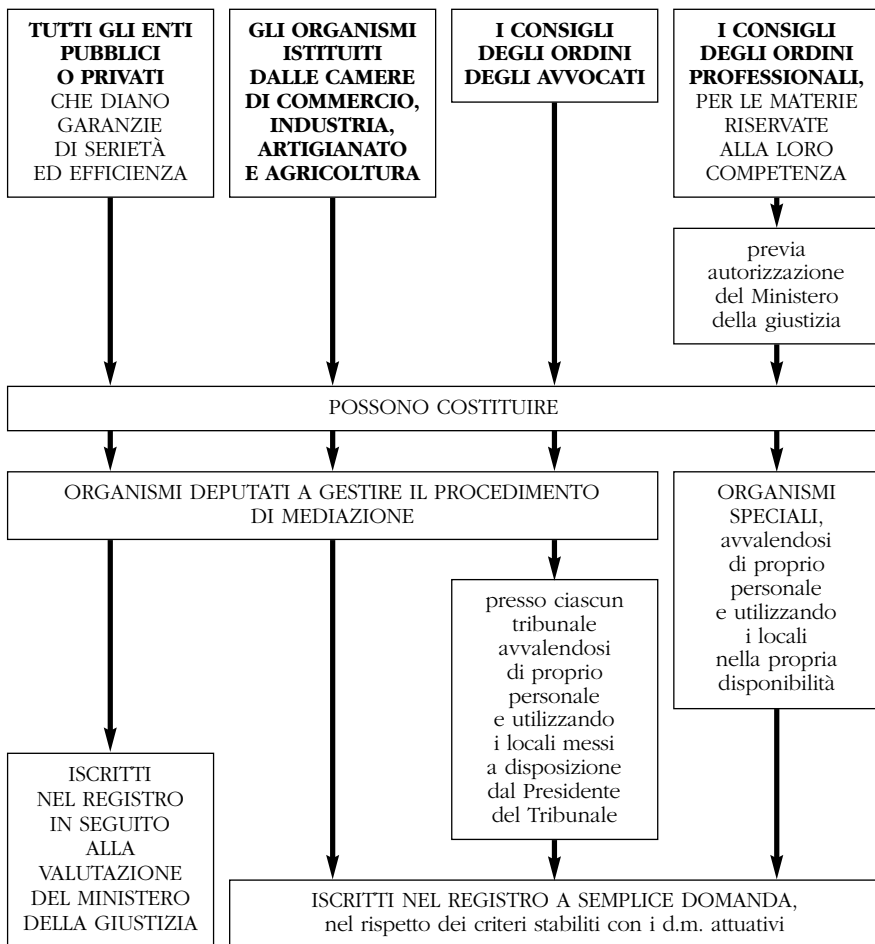 TUTTI GLI ENTI
PUBBLICI
O PRIVATI
CHE DIANO
GARANZIE
DI SERIETÀ
ED EFFICIENZA
GLI ORGANISMI
ISTITUITI
DALLE CAMERE
DI COMMERCIO,
INDUSTRIA,
ARTIGIANATO
E AGRICOLTURA
I CONSIGLI
DEGLI ORDINI
DEGLI AVVOCATI
I CONSIGLI
DEGLI ORDINI
PROFESSIONALI,
PER LE MATERIE
RISERVATE
ALLA LORO
COMPETENZA
previa
autorizzazione
del Ministero
della giustizia
POSSONO COSTITUIRE
ORGANISMI DEPUTATI A GESTIRE IL PROCEDIMENTO
DI MEDIAZIONE
ORGANISMI
SPECIALI,
avvalendosi
di proprio
personale
e utilizzando
i locali
nella propria
disponibilità
presso ciascun
tribunale
avvalendosi
di proprio
personale
e utilizzando
i locali messi
a disposizione
dal Presidente
del Tribunale
ISCRITTI
NEL REGISTRO
IN SEGUITO
ALLA
VALUTAZIONE
DEL MINISTERO
DELLA GIUSTIZIA
ISCRITTI NEL REGISTRO A SEMPLICE DOMANDA,
nel rispetto dei criteri stabiliti con i d.m. attuativi